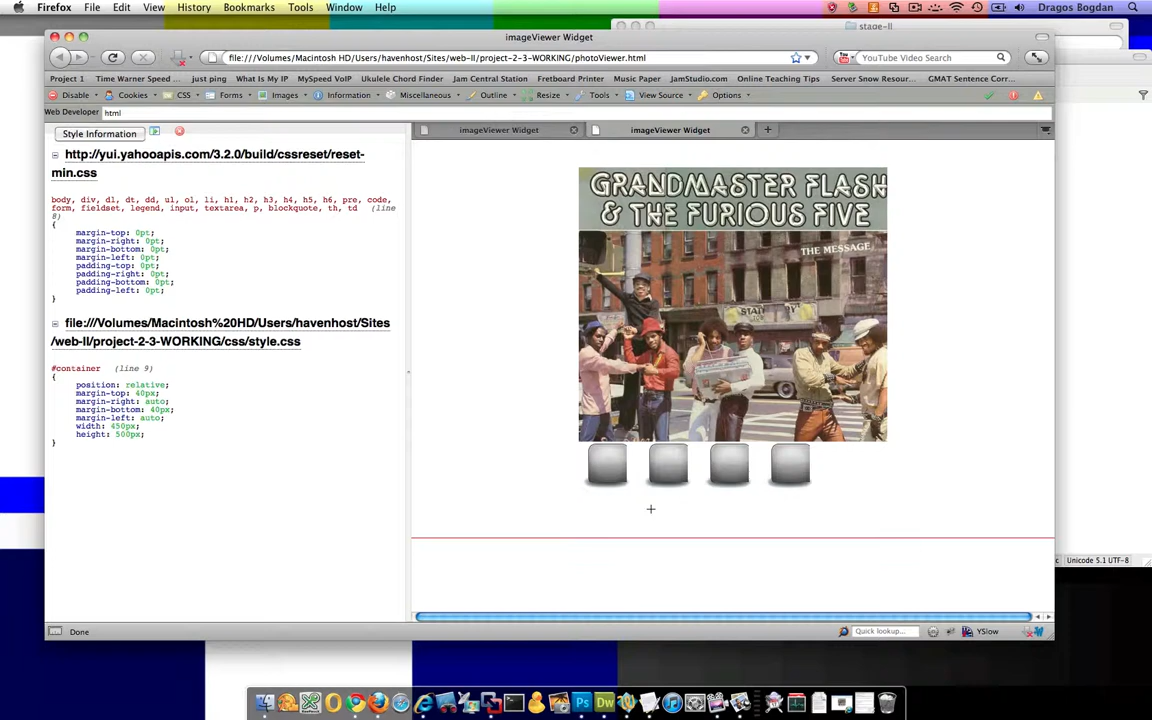 Firefox File Edit View History Bookmarks Tools Window Help Dragos Bogdan
stage-II
imageViewer Widget
file:///Volumes/Macintosh HD/Users/havenhost/Sites/web-II/project-2-3-WORKING/photoViewer.html YouTube Video Search
Project 1 Time Warner Speed ... just ping What Is My IP MySpeed VoIP Ukulele Chord Finder Jam Central Station Fretboard Printer Music Paper JamStudio.com Online Teaching Tips Server Snow Resour... GMAT Sentence Corr...
Disable Cookies CSS Forms Images Information Miscellaneous Outline Resize Tools View Source Options
Web Developer html
Style Information
imageViewer Widget imageViewer Widget
http://yui.yahooapis.com/3.2.0/build/cssreset/reset-
min.css
body, div, dl, dt, dd, ul, ol, li, h1, h2, h3, h4, h5, h6, pre, code,
form, fieldset, legend, input, textarea, p, blockquote, th, td (line
8)
{
margin-top: 0pt;
margin-right: 0pt;
margin-bottom: 0pt;
margin-left: 0pt;
padding-top: 0pt;
padding-right: 0pt;
padding-bottom: 0pt;
padding-left: 0pt;
}
file:///Volumes/Macintosh%20HD/Users/havenhost/Sites
/web-II/project-2-3-WORKING/css/style.css
#container (line 9)
{
position: relative;
margin-top: 40px;
margin-right: auto;
margin-bottom: 40px;
margin-left: auto;
width: 450px;
height: 500px;
}
GRANDMASTER FLASH
& THE FURIOUS FIVE
THE MESSAGE
Unicode 5.1 UTF-8
Done
Quick lookup...
YSlow
Ps Dw